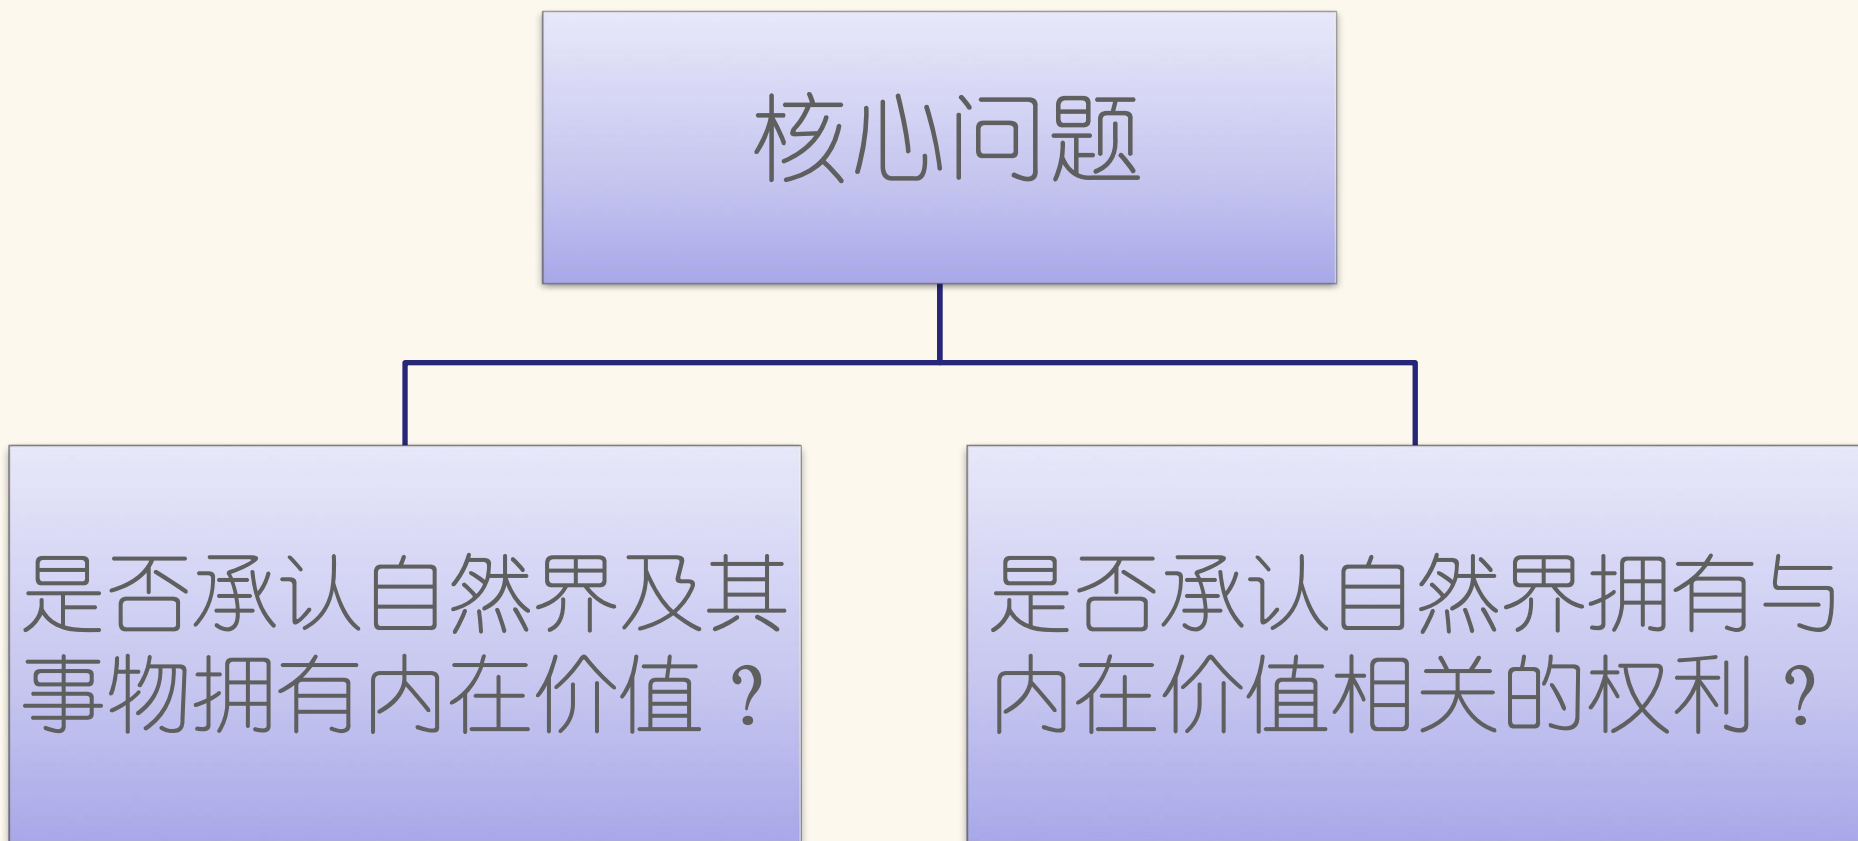 核心问题
是否承认自然界及其
事物拥有内在价值？
是否承认自然界拥有与
内在价值相关的权利？